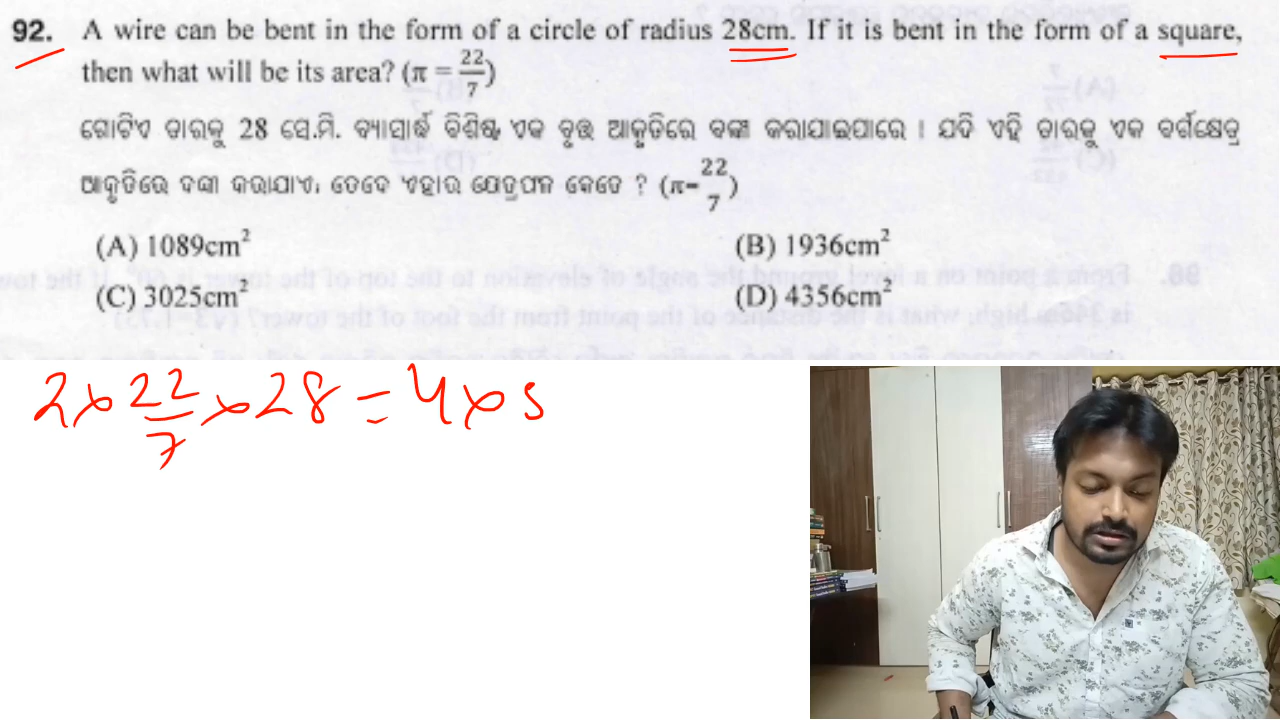 92. A wire can be bent in the form of a circle of radius 28cm. If it is bent in the form of a square,
then what will be its area? (π = 22/7)
ଗୋଟିଏ ତାରକୁ 28 ସେ.ମି. ବ୍ୟାସାର୍ଦ୍ଧ ବିଶିଷ୍ଟ ଏକ ବୃତ୍ତ ଆକୃତିରେ ବଙ୍କା କରାଯାଇପାରେ । ଯଦି ଏହି ତାରକୁ ଏକ ବର୍ଗକ୍ଷେତ୍ର
ଆକୃତିରେ ବଙ୍କା କରାଯାଏ, ତେବେ ଏହାର କ୍ଷେତ୍ରଫଳ କେତେ ? (π= 22/7)
(A) 1089cm² (B) 1936cm²
(C) 3025cm² (D) 4356cm²
2 × 22/7 × 28 = 4 × s